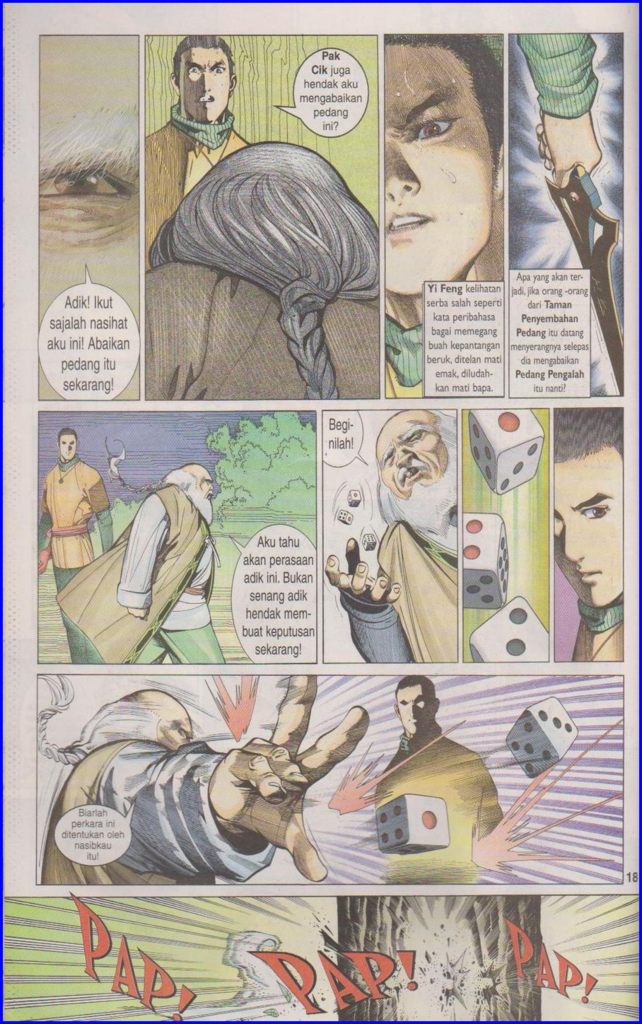 Adik! Ikut
sajalah nasihat
aku ini! Abaikan
pedang itu
sekarang!
Pak
Cik juga
hendak aku
mengabaikan
pedang
ini?
Yi Feng kelihatan
serba salah seperti
kata peribahasa
bagai memegang
buah kepantangan
beruk, ditelan mati
emak, diludah-
kan mati bapa.
Apa yang akan ter-
jadi, jika orang -orang
dari Taman
Penyembahan
Pedang itu datang
menyerangnya selepas
dia mengabaikan
Pedang Pengalah
itu nanti?
Aku tahu
akan perasaan
adik ini. Bukan
senang adik
hendak mem-
buat keputusan
sekarang!
Begi-
nilah!
Biarlah
perkara ini
ditentukan oleh
nasibkau
itu!
18
PAP!
PAP!
PAP!